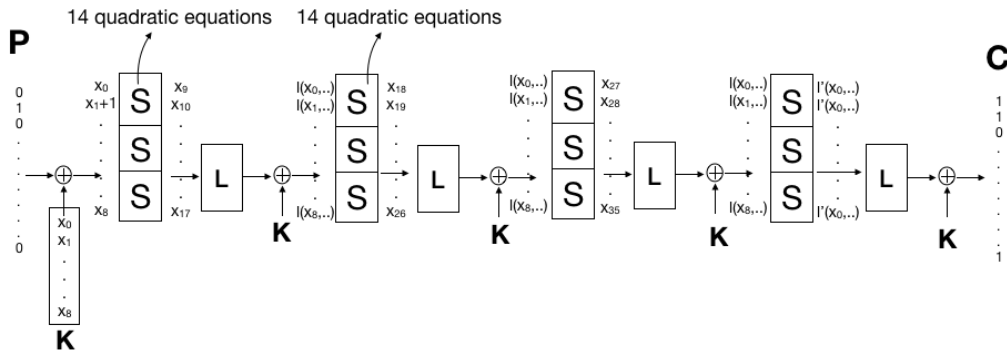 14 quadratic equations
14 quadratic equations
P
C
0
1
0
0
x₀
x₁+1
x₈
S
S
S
x₉
x₁₀
x₁₇
L
x₀
x₁
x₈
K
K
l(x₀,..)
l(x₁,..)
l(x₈,..)
S
S
S
x₁₈
x₁₉
x₂₆
L
K
l(x₀,..)
l(x₁,..)
l(x₈,..)
S
S
S
x₂₇
x₂₈
x₃₅
L
K
l(x₀,..)
l(x₁,..)
l(x₈,..)
S
S
S
l'(x₀,..)
l'(x₀,..)
l'(x₀,..)
L
K
1
1
0
1